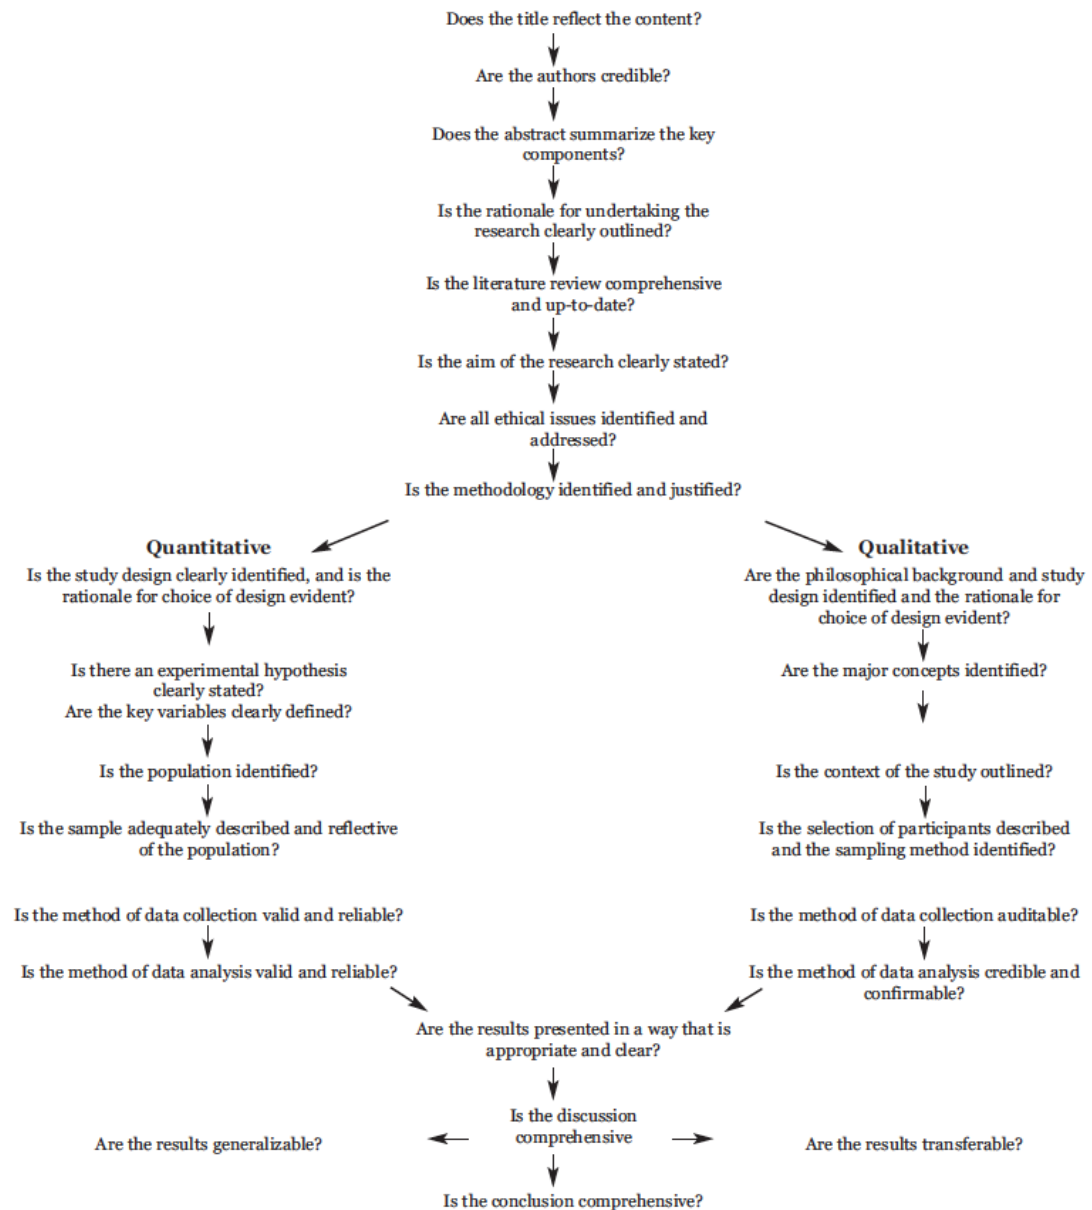 Does the title reflect the content?
Are the authors credible?
Does the abstract summarize the key
components?
Is the rationale for undertaking the
research clearly outlined?
Is the literature review comprehensive
and up-to-date?
Is the aim of the research clearly stated?
Are all ethical issues identified and
addressed?
Is the methodology identified and justified?
Quantitative
Is the study design clearly identified, and is the
rationale for choice of design evident?
Is there an experimental hypothesis
clearly stated?
Are the key variables clearly defined?
Is the population identified?
Is the sample adequately described and reflective
of the population?
Is the method of data collection valid and reliable?
Is the method of data analysis valid and reliable?
Qualitative
Are the philosophical background and study
design identified and the rationale for
choice of design evident?
Are the major concepts identified?
Is the context of the study outlined?
Is the selection of participants described
and the sampling method identified?
Is the method of data collection auditable?
Is the method of data analysis credible and
confirmable?
Are the results presented in a way that is
appropriate and clear?
Is the discussion
comprehensive
Are the results generalizable?
Are the results transferable?
Is the conclusion comprehensive?